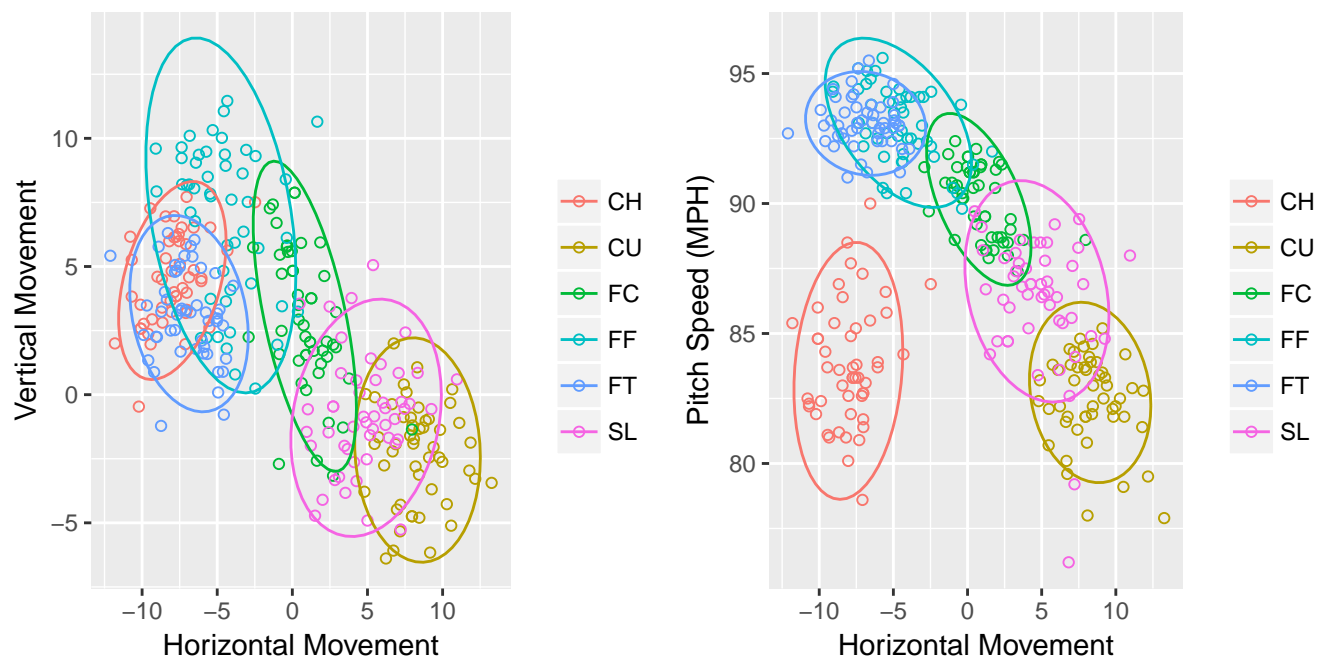 Vertical Movement
10
5
0
−5
−10
−5
0
5
10
Horizontal Movement
CH
CU
FC
FF
FT
SL
Pitch Speed (MPH)
95
90
85
80
−10
−5
0
5
10
Horizontal Movement
CH
CU
FC
FF
FT
SL